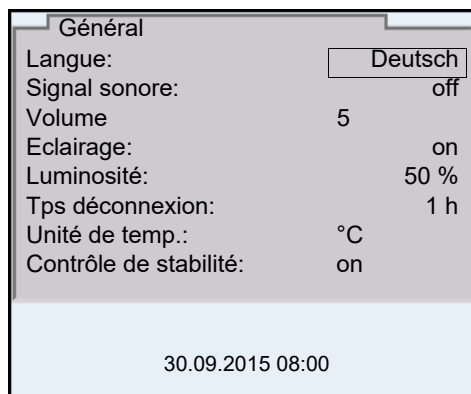 Général
Langue: Deutsch
Signal sonore: off
Volume 5
Eclairage: on
Luminosité: 50 %
Tps déconnexion: 1 h
Unité de temp.: °C
Contrôle de stabilité: on
30.09.2015 08:00